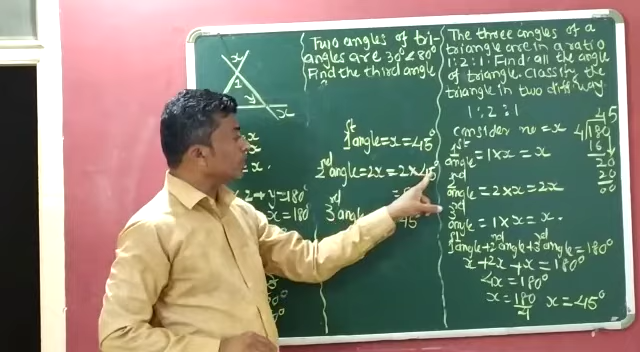 x
z
y
x
x
x
x.
z + y = 180°
x = 180
Two angles of tri-
angles are 30° & 80°
Find the third angle
1st angle = x = 45°
2nd angle = 2x = 2 × 45°
3rd angle
45°
The three angles of a
triangle are in a ratio
1:2:1. Find all the angle
of triangle. Classify the
triangle in two
1:2:1
consider no = x
1st
angle = 1 × x = x
2nd
angle = 2 × x = 2x
3rd
angle = 1 × x = x.
1st angle + 2nd angle + 3rd angle = 180°
x + 2x + x = 180°
4x = 180°
x = 180
4
x = 45°
45
4 180
16
20
20
00